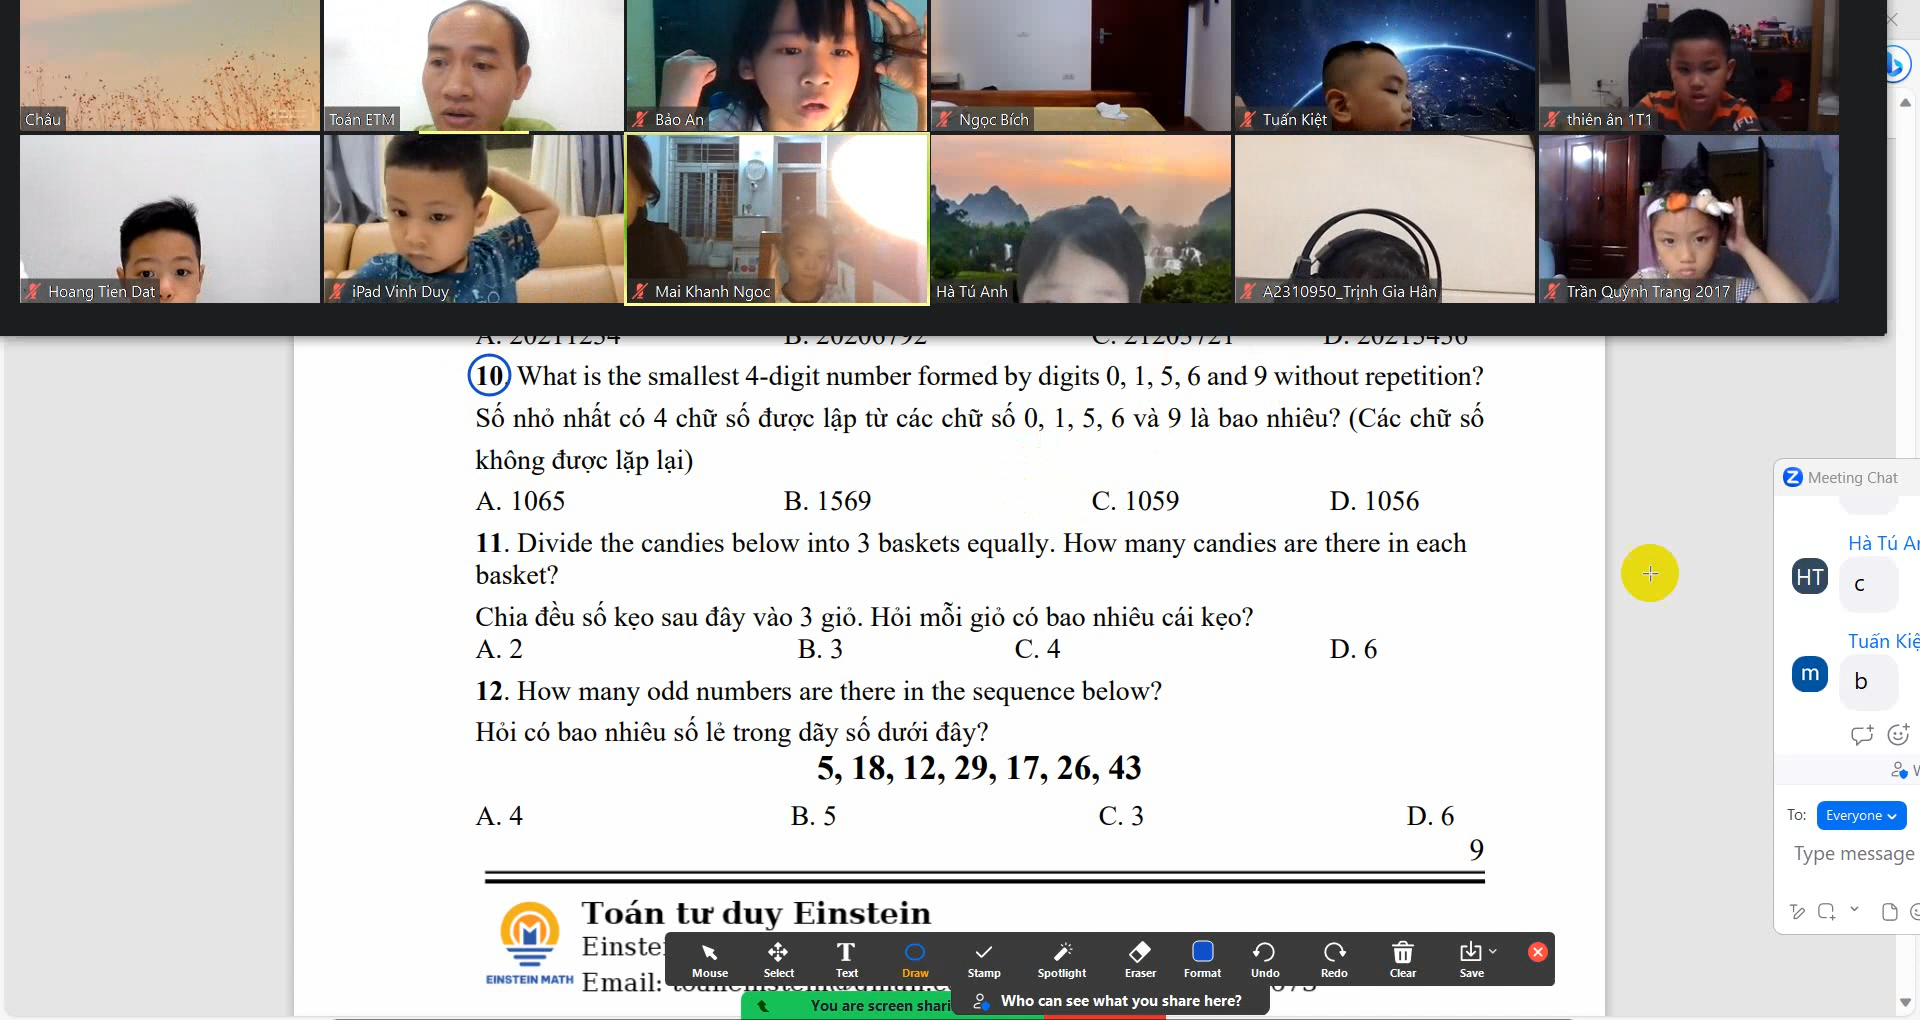 Châu
Toán ETM
Bảo An
Ngọc Bích
Tuấn Kiệt
thiên ân 1T1
Hoang Tien Dat
iPad Vinh Duy
Mai Khanh Ngoc
Hà Tú Anh
A2310950_Trịnh Gia Hân
Trần Quỳnh Trang 2017
10. What is the smallest 4-digit number formed by digits 0, 1, 5, 6 and 9 without repetition?
Số nhỏ nhất có 4 chữ số được lập từ các chữ số 0, 1, 5, 6 và 9 là bao nhiêu? (Các chữ số
không được lặp lại)
A. 1065 B. 1569 C. 1059 D. 1056
11. Divide the candies below into 3 baskets equally. How many candies are there in each
basket?
Chia đều số kẹo sau đây vào 3 giỏ. Hỏi mỗi giỏ có bao nhiêu cái kẹo?
A. 2 B. 3 C. 4 D. 6
12. How many odd numbers are there in the sequence below?
Hỏi có bao nhiêu số lẻ trong dãy số dưới đây?
5, 18, 12, 29, 17, 26, 43
A. 4 B. 5 C. 3 D. 6
9
Toán tư duy Einstein
EINSTEIN MATH
Email:
Mouse Select Text Draw Stamp Spotlight Eraser Format Undo Redo Clear Save
You are screen shari
Who can see what you share here?
Meeting Chat
Hà Tú
HT
c
Tuấn
m
b
To: Everyone
Type message